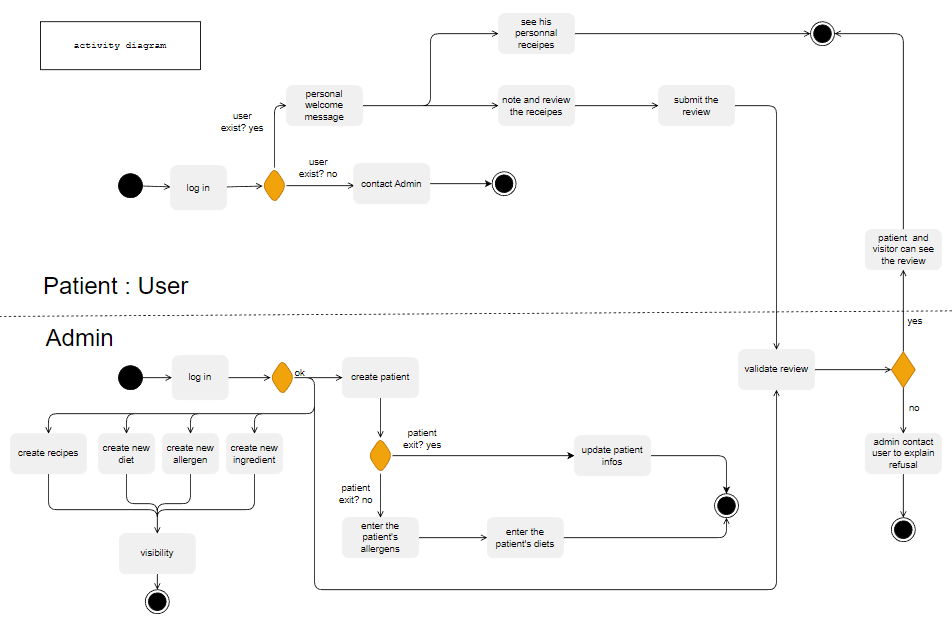 activity diagram
see his
personnal
receipes
personal
welcome
message
note and review
the receipes
submit the
review
user
exist? yes
user
exist? no
log in
contact Admin
patient and
visitor can see
the review
Patient : User
yes
Admin
log in
ok
create patient
validate review
no
create recipes
create new
diet
create new
allergen
create new
ingredient
patient
exit? yes
update patient
infos
admin contact
user to explain
refusal
patient
exit? no
enter the
patient's
allergens
enter the
patient's diets
visibility